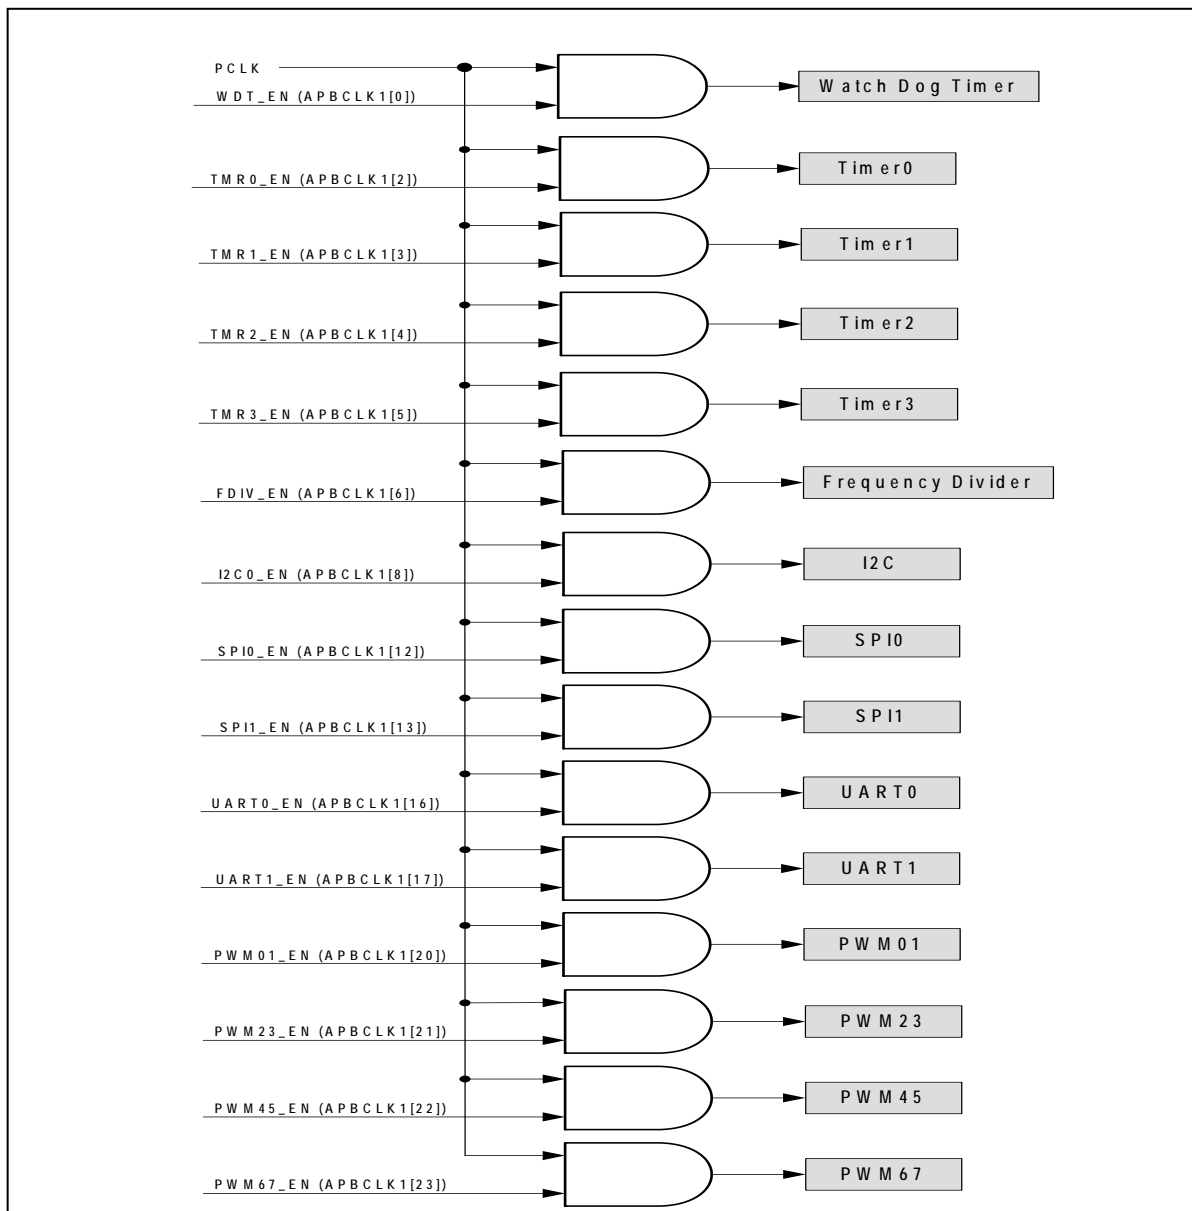 PCLK
WDT_EN (APBCLK1[0])
Watch Dog Timer
TMR0_EN (APBCLK1[2])
Timer0
TMR1_EN (APBCLK1[3])
Timer1
TMR2_EN (APBCLK1[4])
Timer2
TMR3_EN (APBCLK1[5])
Timer3
FDIV_EN (APBCLK1[6])
Frequency Divider
I2C0_EN (APBCLK1[8])
I2C
SPI0_EN (APBCLK1[12])
SPI0
SPI1_EN (APBCLK1[13])
SPI1
UART0_EN (APBCLK1[16])
UART0
UART1_EN (APBCLK1[17])
UART1
PWM01_EN (APBCLK1[20])
PWM01
PWM23_EN (APBCLK1[21])
PWM23
PWM45_EN (APBCLK1[22])
PWM45
PWM67_EN (APBCLK1[23])
PWM67